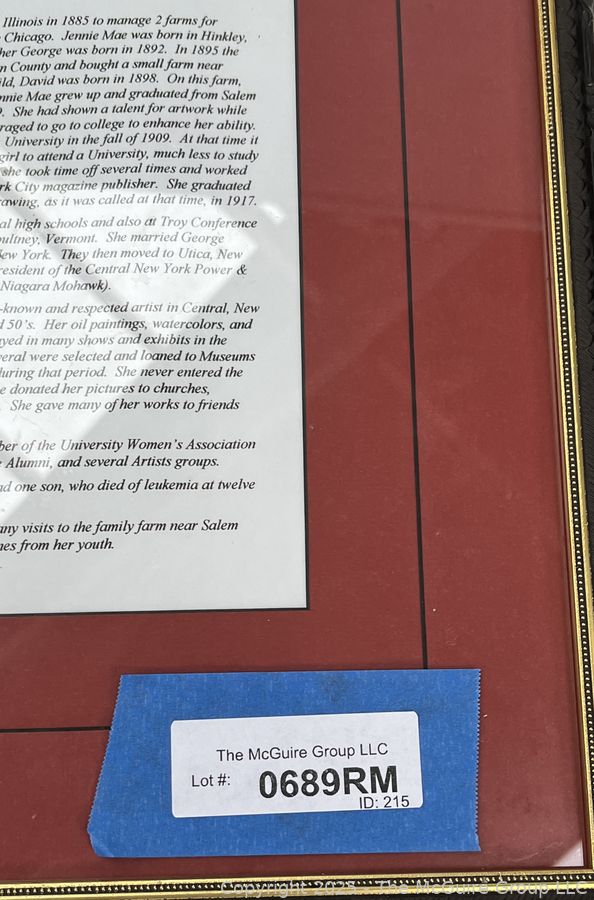 Illinois in 1885 to manage 2 farms for
Chicago. Jennie Mae was born in Hinkley,
her George was born in 1892. In 1895 the
n County and bought a small farm near
ild, David was born in 1898. On this farm,
nnie Mae grew up and graduated from Salem
. She had shown a talent for artwork while
raged to go to college to enhance her ability.
University in the fall of 1909. At that time it
girl to attend a University, much less to study
she took time off several times and worked
rk City magazine publisher. She graduated
awing, as it was called at that time, in 1917.
al high schools and also at Troy Conference
oultney, Vermont. She married George
New York. They then moved to Utica, New
resident of the Central New York Power &
Niagara Mohawk).
-known and respected artist in Central, New
d 50's. Her oil paintings, watercolors, and
ayed in many shows and exhibits in the
veral were selected and loaned to Museums
during that period. She never entered the
e donated her pictures to churches,
. She gave many of her works to friends
ber of the University Women's Association
Alumni, and several Artists groups.
ad one son, who died of leukemia at twelve
any visits to the family farm near Salem
nes from her youth.
The McGuire Group LLC
Lot #: 0689RM
ID: 215
Copyright 2025 - The McGuire Group LLC